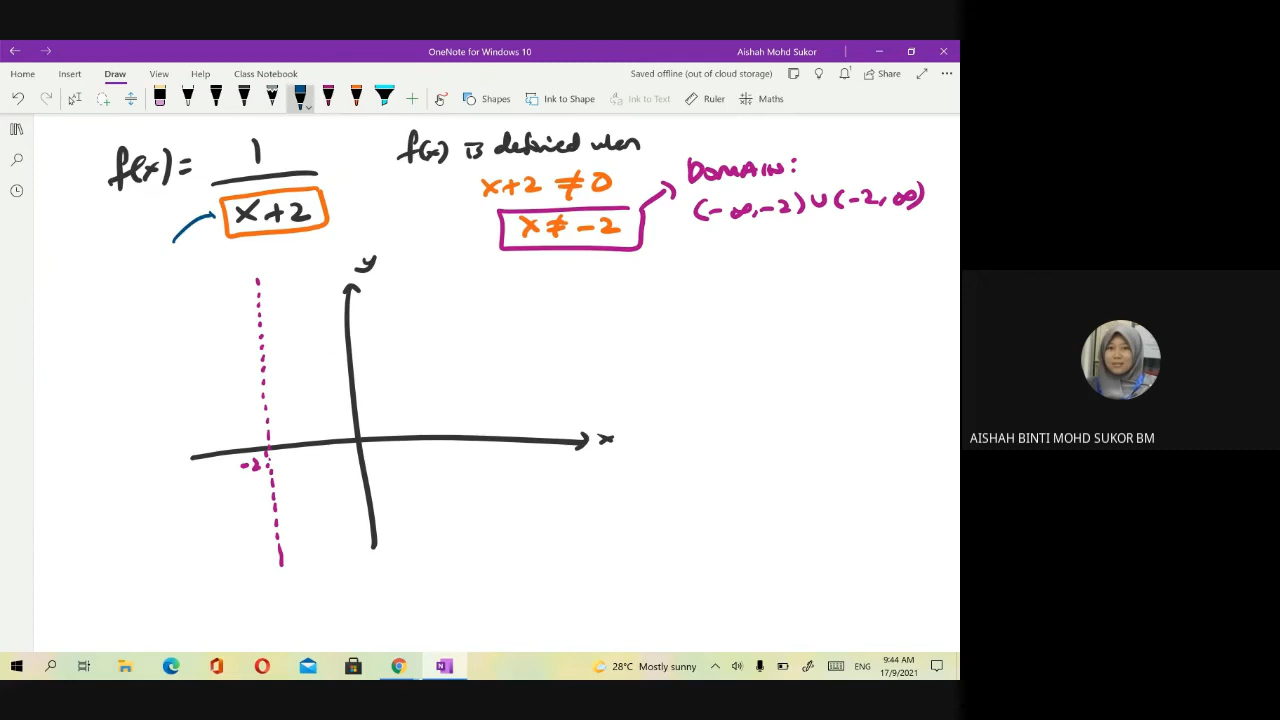 OneNote for Windows 10
Aishah Mohd Sukor
Home Insert Draw View Help Class Notebook
Saved offline (out of cloud storage) Share
Shapes Ink to Shape Ink to Text Ruler Maths
f(x) = 1 / x+2
f(x) is defined when
x+2 ≠ 0
x ≠ -2
DOMAIN:
(-∞,-2)∪(-2,∞)
y
x
-2
AISHAH BINTI MOHD SUKOR BM
28°C Mostly sunny
ENG
9:44 AM
17/9/2021